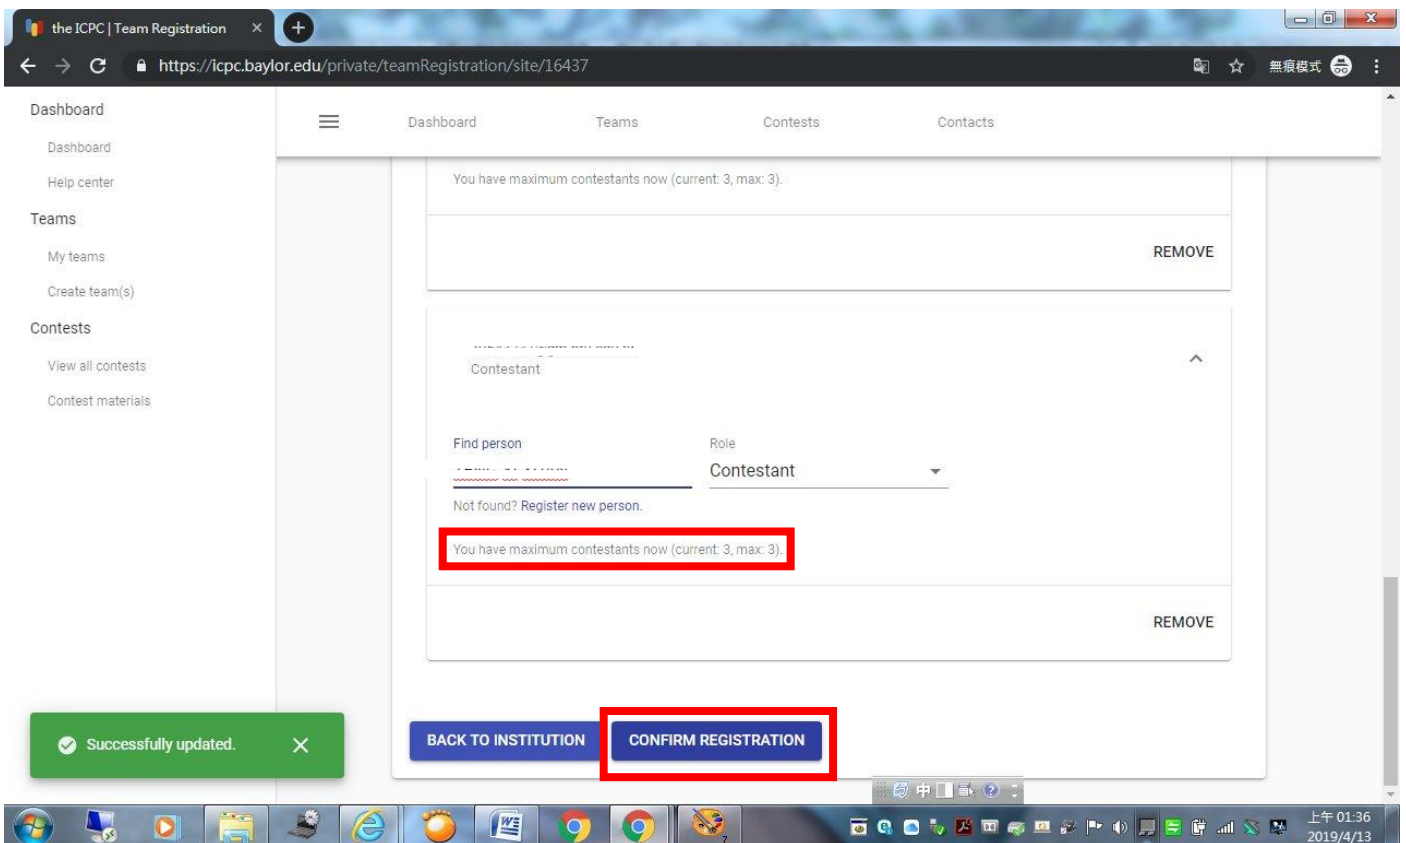 the ICPC | Team Registration
https://icpc.baylor.edu/private/teamRegistration/site/16437
無痕模式
Dashboard
Dashboard
Help center
Teams
My teams
Create team(s)
Contests
View all contests
Contest materials
Dashboard Teams Contests Contacts
You have maximum contestants now (current: 3, max: 3).
REMOVE
Contestant
Find person Role
Contestant
Not found? Register new person.
You have maximum contestants now (current: 3, max: 3).
REMOVE
Successfully updated.
BACK TO INSTITUTION CONFIRM REGISTRATION
中
上午 01:36
2019/4/13